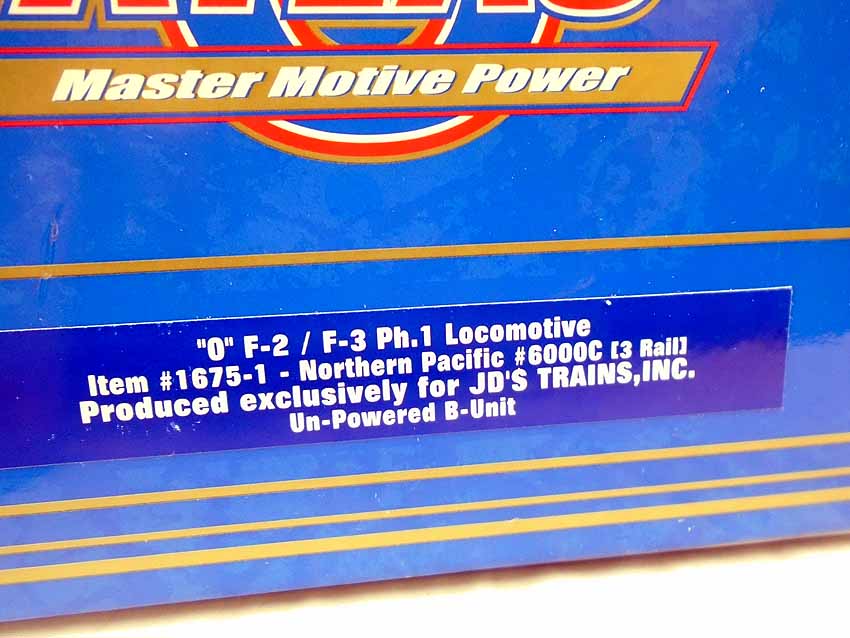 Master Motive Power
"O" F-2 / F-3 Ph.1 Locomotive
Item #1675-1 - Northern Pacific #6000C [3 Rail]
Produced exclusively for JD'S TRAINS,INC.
Un-Powered B-Unit